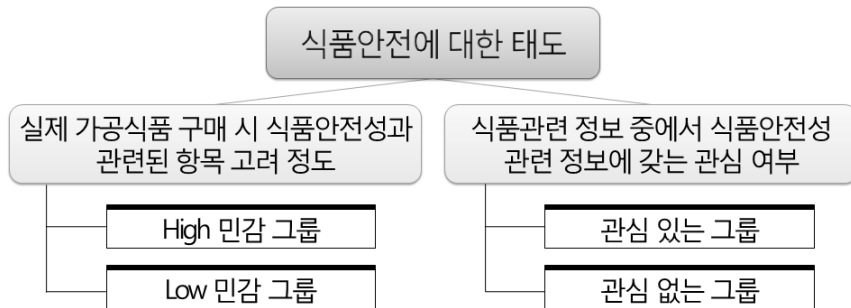 식품안전에 대한 태도
실제 가공식품 구매 시 식품안전성과
관련된 항목 고려 정도
High 민감 그룹
Low 민감 그룹
식품관련 정보 중에서 식품안전성
관련 정보에 갖는 관심 여부
관심 있는 그룹
관심 없는 그룹